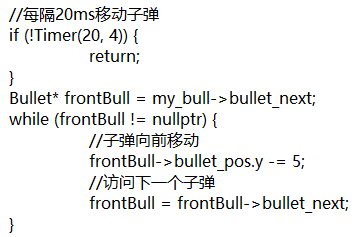 //每隔20ms移动子弹
if (!Timer(20, 4)) {
return;
}
Bullet* frontBull = my_bull->bullet_next;
while (frontBull != nullptr) {
//子弹向前移动
frontBull->bullet_pos.y -= 5;
//访问下一个子弹
frontBull = frontBull->bullet_next;
}